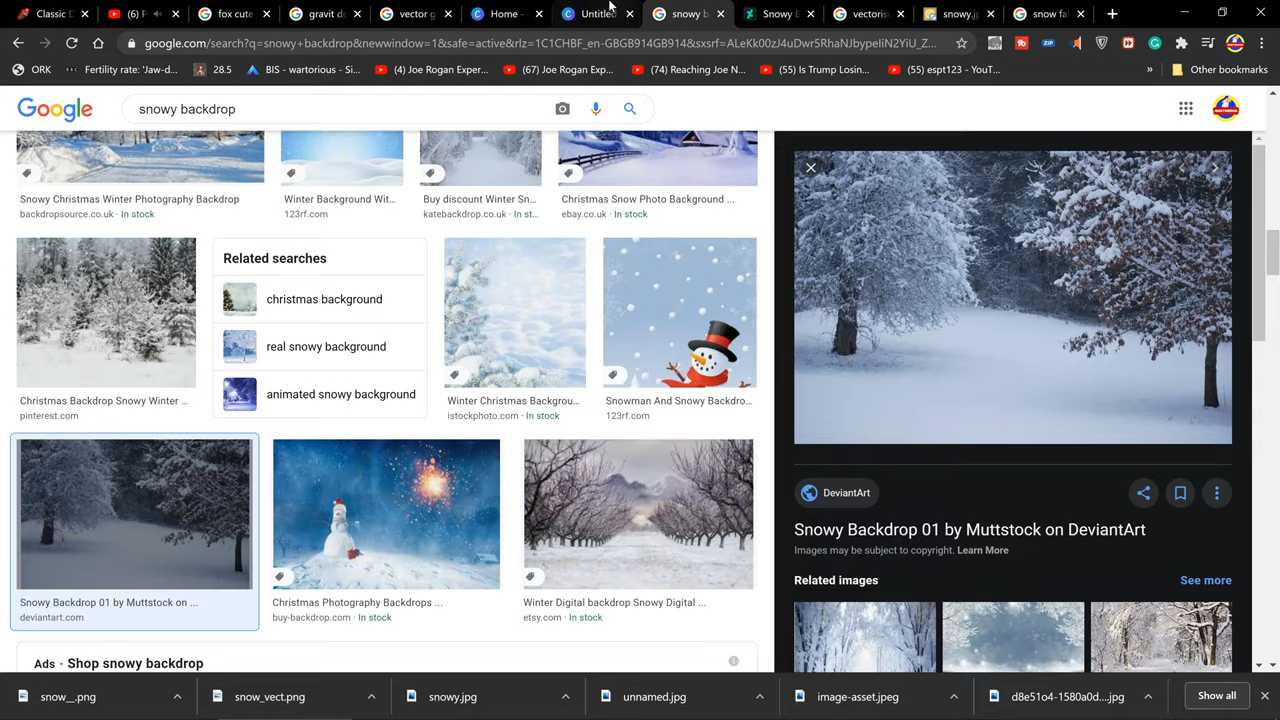 Classic D
(6) P
fox cute
gravit de
vector g
Home -
Untitled
snowy b
Snowy B
vectoris
snowy.jp
snow fal
google.com/search?q=snowy+backdrop&newwindow=1&safe=active&rlz=1C1CHBF_en-GBGB914GB914&sxsrf=ALeKk00zJ4uDwr5RhaNJbypeIiN2YiU_Z...
ORK
Fertility rate: 'Jaw-d...
28.5
BIS - wartorious - Si...
(4) Joe Rogan Exper...
(67) Joe Rogan Exp...
(74) Reaching Joe N...
(55) Is Trump Losin...
(55) espt123 - YouT...
»
Other bookmarks
Google
snowy backdrop
Snowy Christmas Winter Photography Backdrop
backdropsource.co.uk · In stock
Winter Background Wit...
123rf.com
Buy discount Winter Sn...
katebackdrop.co.uk · In st...
Christmas Snow Photo Background ...
ebay.co.uk · In stock
Related searches
christmas background
real snowy background
animated snowy background
Christmas Backdrop Snowy Winter ...
pinterest.com
Winter Christmas Backgrou...
istockphoto.com · In stock
Snowman And Snowy Backdro...
123rf.com
Snowy Backdrop 01 by Muttstock on ...
deviantart.com
Christmas Photography Backdrops ...
buy-backdrop.com · In stock
Winter Digital backdrop Snowy Digital ...
etsy.com · In stock
Ads · Shop snowy backdrop
DeviantArt
Snowy Backdrop 01 by Muttstock on DeviantArt
Images may be subject to copyright. Learn More
Related images
See more
snow__.png
snow_vect.png
snowy.jpg
unnamed.jpg
image-asset.jpeg
d8e51o4-1580a0d....jpg
Show all